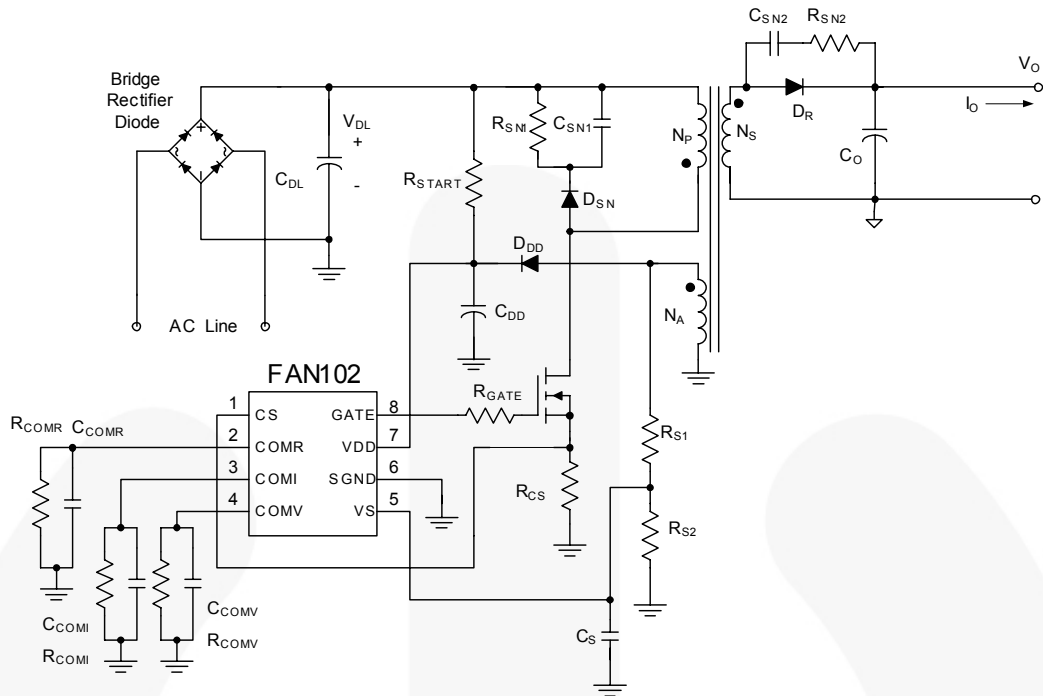 CSN2
RSN2
VO
IO
DR
CO
Bridge
Rectifier
Diode
VDL
+
-
CDL
RSTART
RSN1
CSN1
NP
NS
DSN
DDD
CDD
NA
AC Line
FAN102
RGATE
1
CS
GATE
8
2
COMR
VDD
7
3
COMI
SGND
6
4
COMV
VS
5
RCOMR
CCOMR
RCS
RS1
RS2
CCOMI
RCOMI
CCOMV
RCOMV
CS